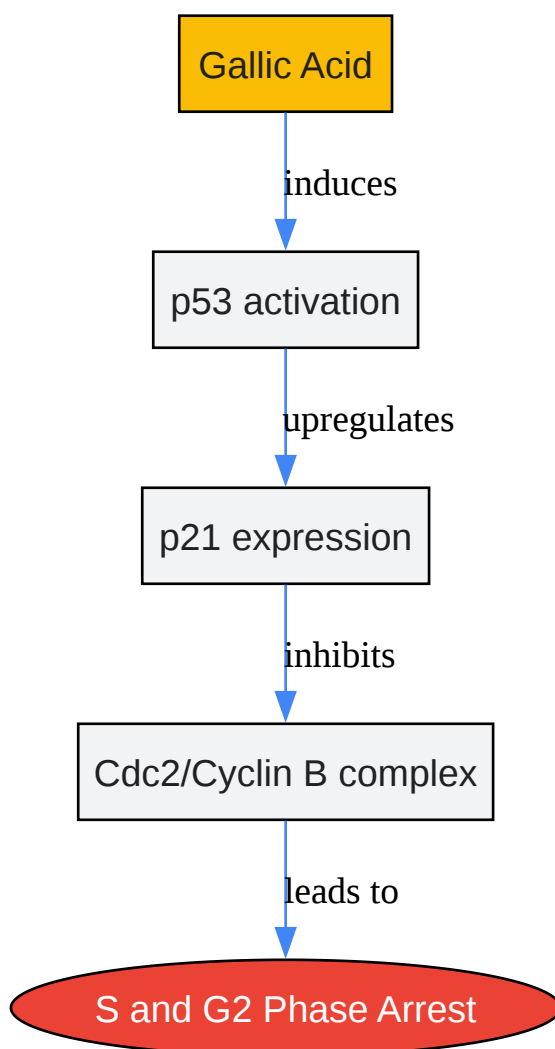 Gallic Acid
induces
p53 activation
upregulates
p21 expression
inhibits
Cdc2/Cyclin B complex
leads to
S and G2 Phase Arrest